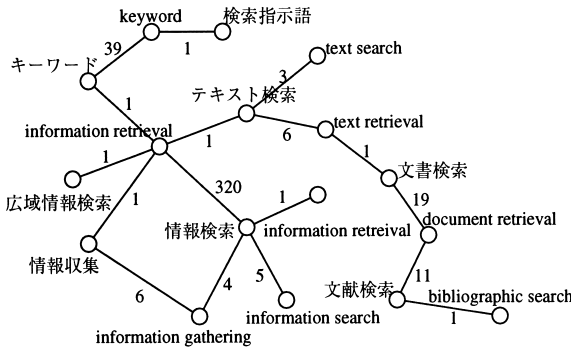 keyword
検索指示語
39
1
text search
キーワード
3
テキスト検索
1
6
text retrieval
information retrieval
1
1
1
文書検索
広域情報検索
1
320
1
19
document retrieval
情報検索
information retreival
情報収集
11
6
4
5
文献検索
bibliographic search
1
information gathering
information search